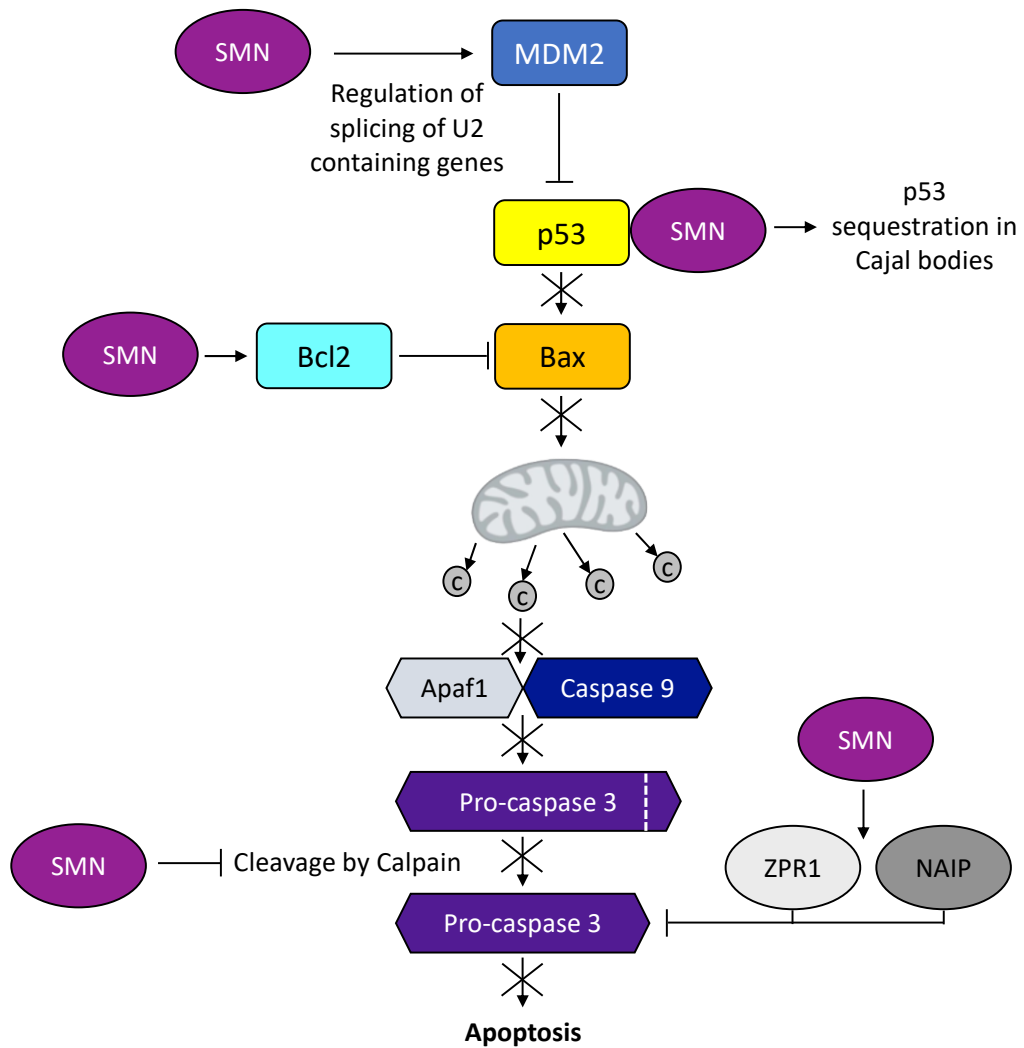 SMN
MDM2
Regulation of
splicing of U2
containing genes
p53
SMN
p53
sequestration in
Cajal bodies
SMN
Bcl2
Bax
c
c
c
c
Apaf1
Caspase 9
SMN
Pro-caspase 3
SMN
Cleavage by Calpain
ZPR1
NAIP
Pro-caspase 3
Apoptosis